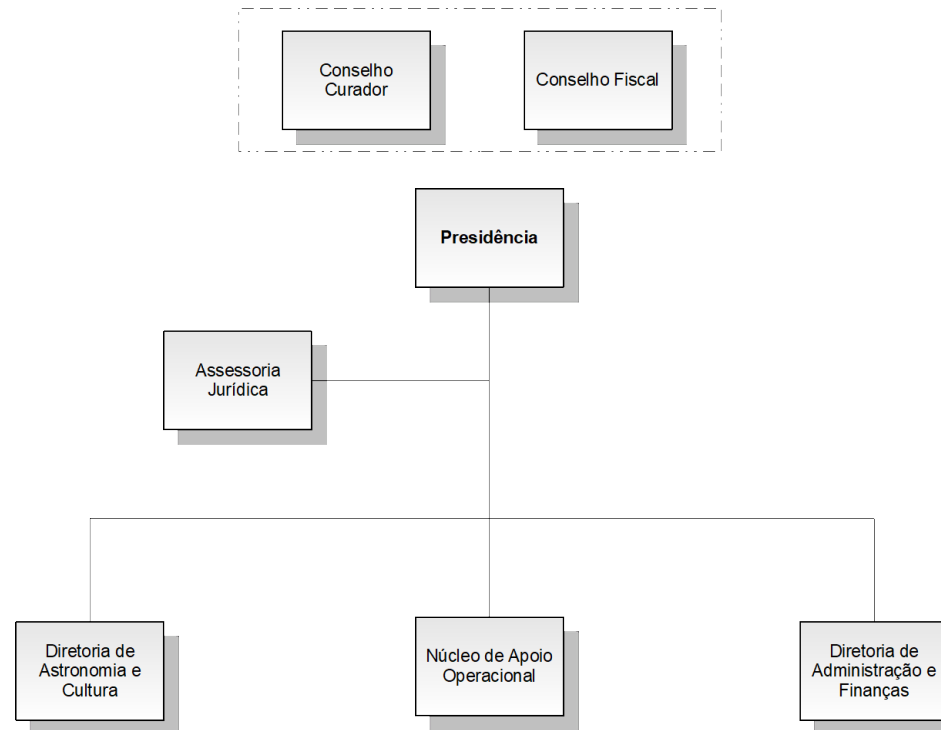 Conselho
Curador
Conselho Fiscal
Presidência
Assessoria
Jurídica
Diretoria de
Astronomia e
Cultura
Núcleo de Apoio
Operacional
Diretoria de
Administração e
Finanças